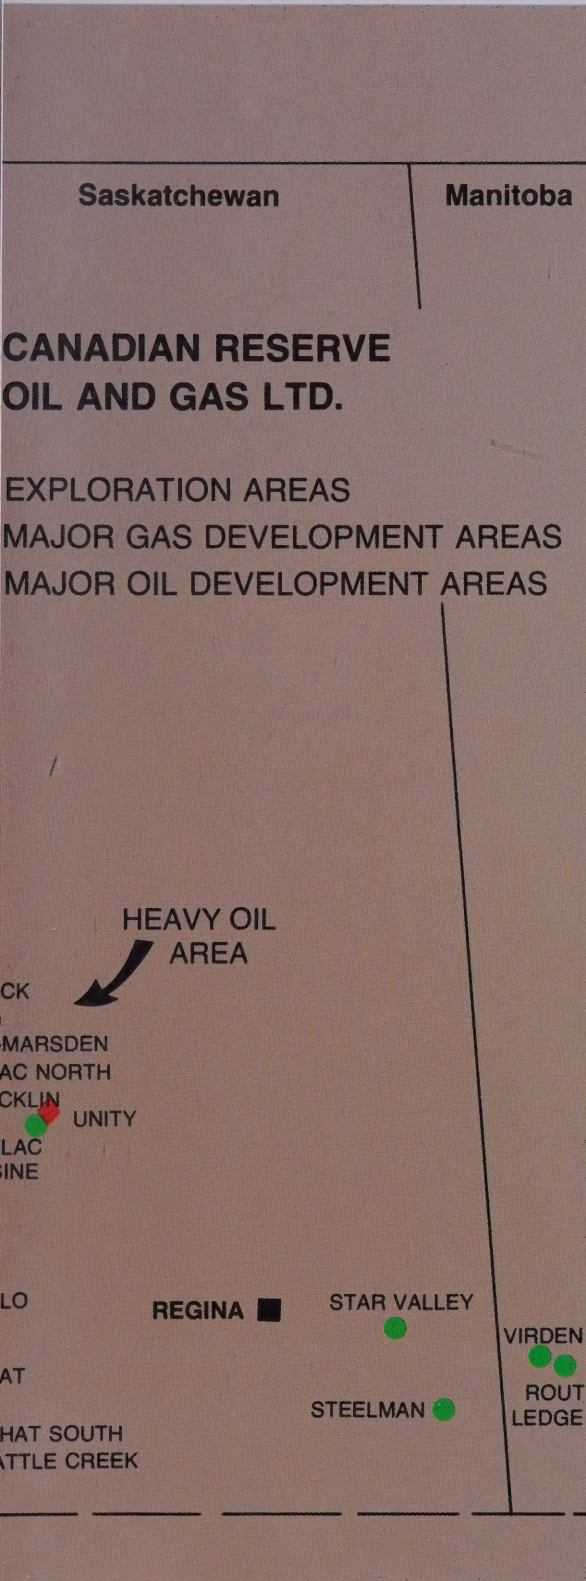 Saskatchewan
Manitoba
CANADIAN RESERVE
OIL AND GAS LTD.
EXPLORATION AREAS
MAJOR GAS DEVELOPMENT AREAS
MAJOR OIL DEVELOPMENT AREAS
HEAVY OIL
AREA
CK
-MARSDEN
AC NORTH
CKLIN
UNITY
LAC
SINE
LO
REGINA
STAR VALLEY
VIRDEN
AT
ROUT
LEDGE
STEELMAN
HAT SOUTH
ATTLE CREEK